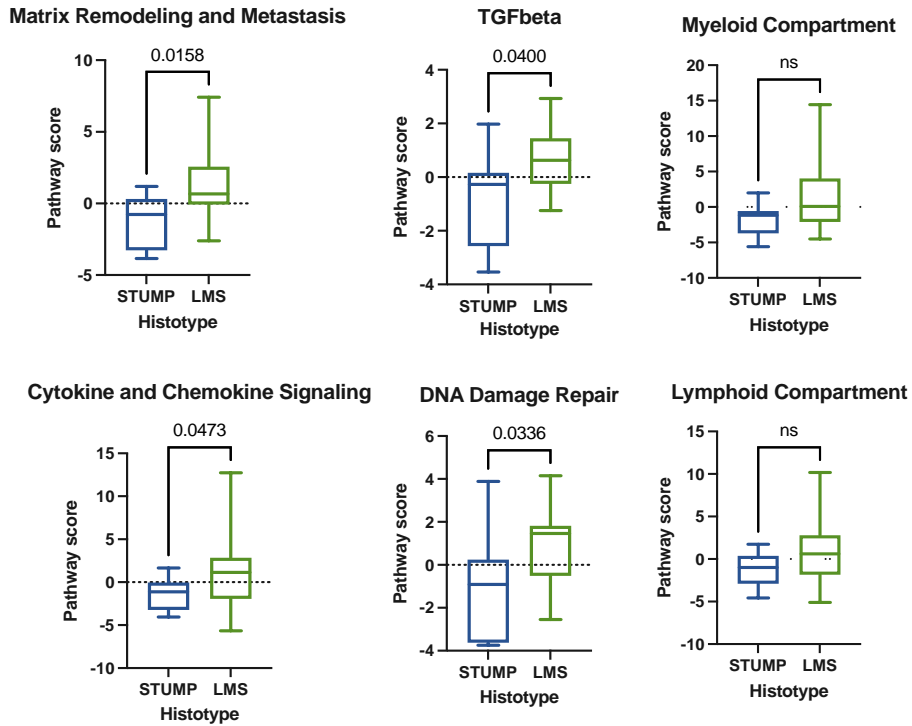 Matrix Remodeling and Metastasis
0.0158
10
5
0
-5
Pathway score
STUMP LMS
Histotype
TGFbeta
0.0400
4
2
0
-2
-4
Pathway score
STUMP LMS
Histotype
Myeloid Compartment
ns
20
15
10
5
0
-5
-10
Pathway score
STUMP LMS
Histotype
Cytokine and Chemokine Signaling
0.0473
15
10
5
0
-5
-10
Pathway score
STUMP LMS
Histotype
DNA Damage Repair
0.0336
6
4
2
0
-2
-4
Pathway score
STUMP LMS
Histotype
Lymphoid Compartment
ns
15
10
5
0
-5
-10
Pathway score
STUMP LMS
Histotype